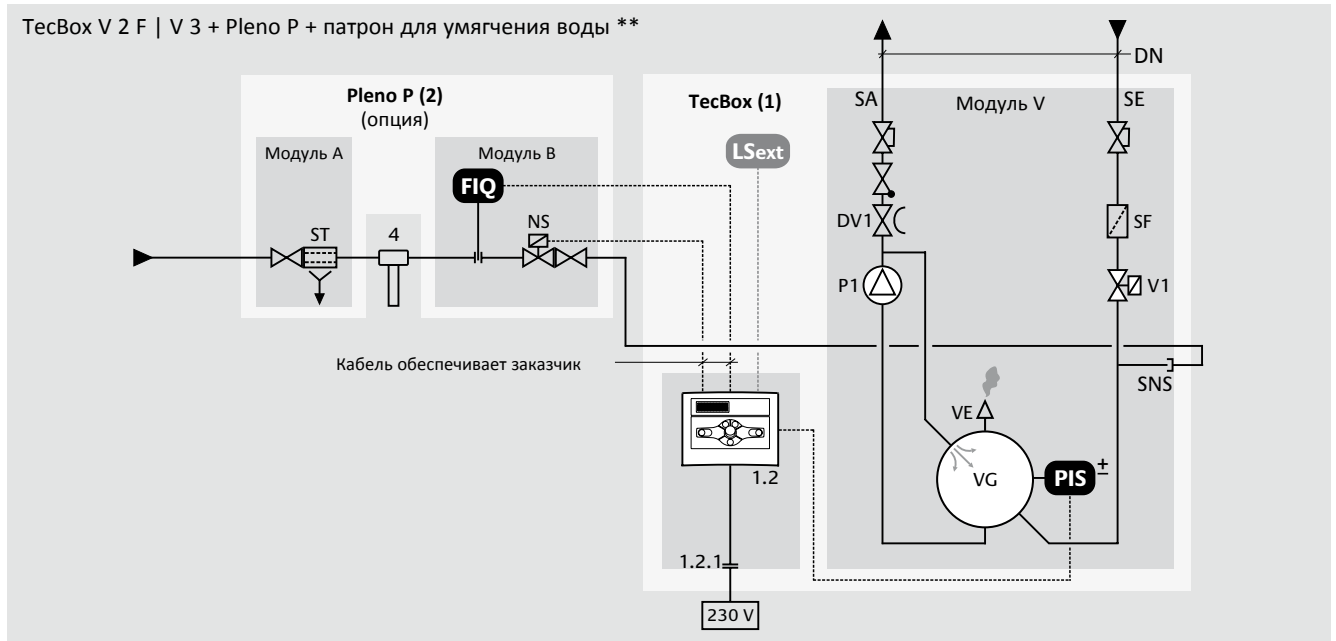 TecBox V 2 F | V 3 + Pleno P + патрон для умягчения воды **
DN
Pleno P (2)
(опция)
TecBox (1)
SA
Модуль V
SE
Модуль A
Модуль B
LSext
FIQ
ST
4
NS
DV1
SF
P1
V1
Кабель обеспечивает заказчик
SNS
VE
VG
PIS
±
1.2
1.2.1
230 V